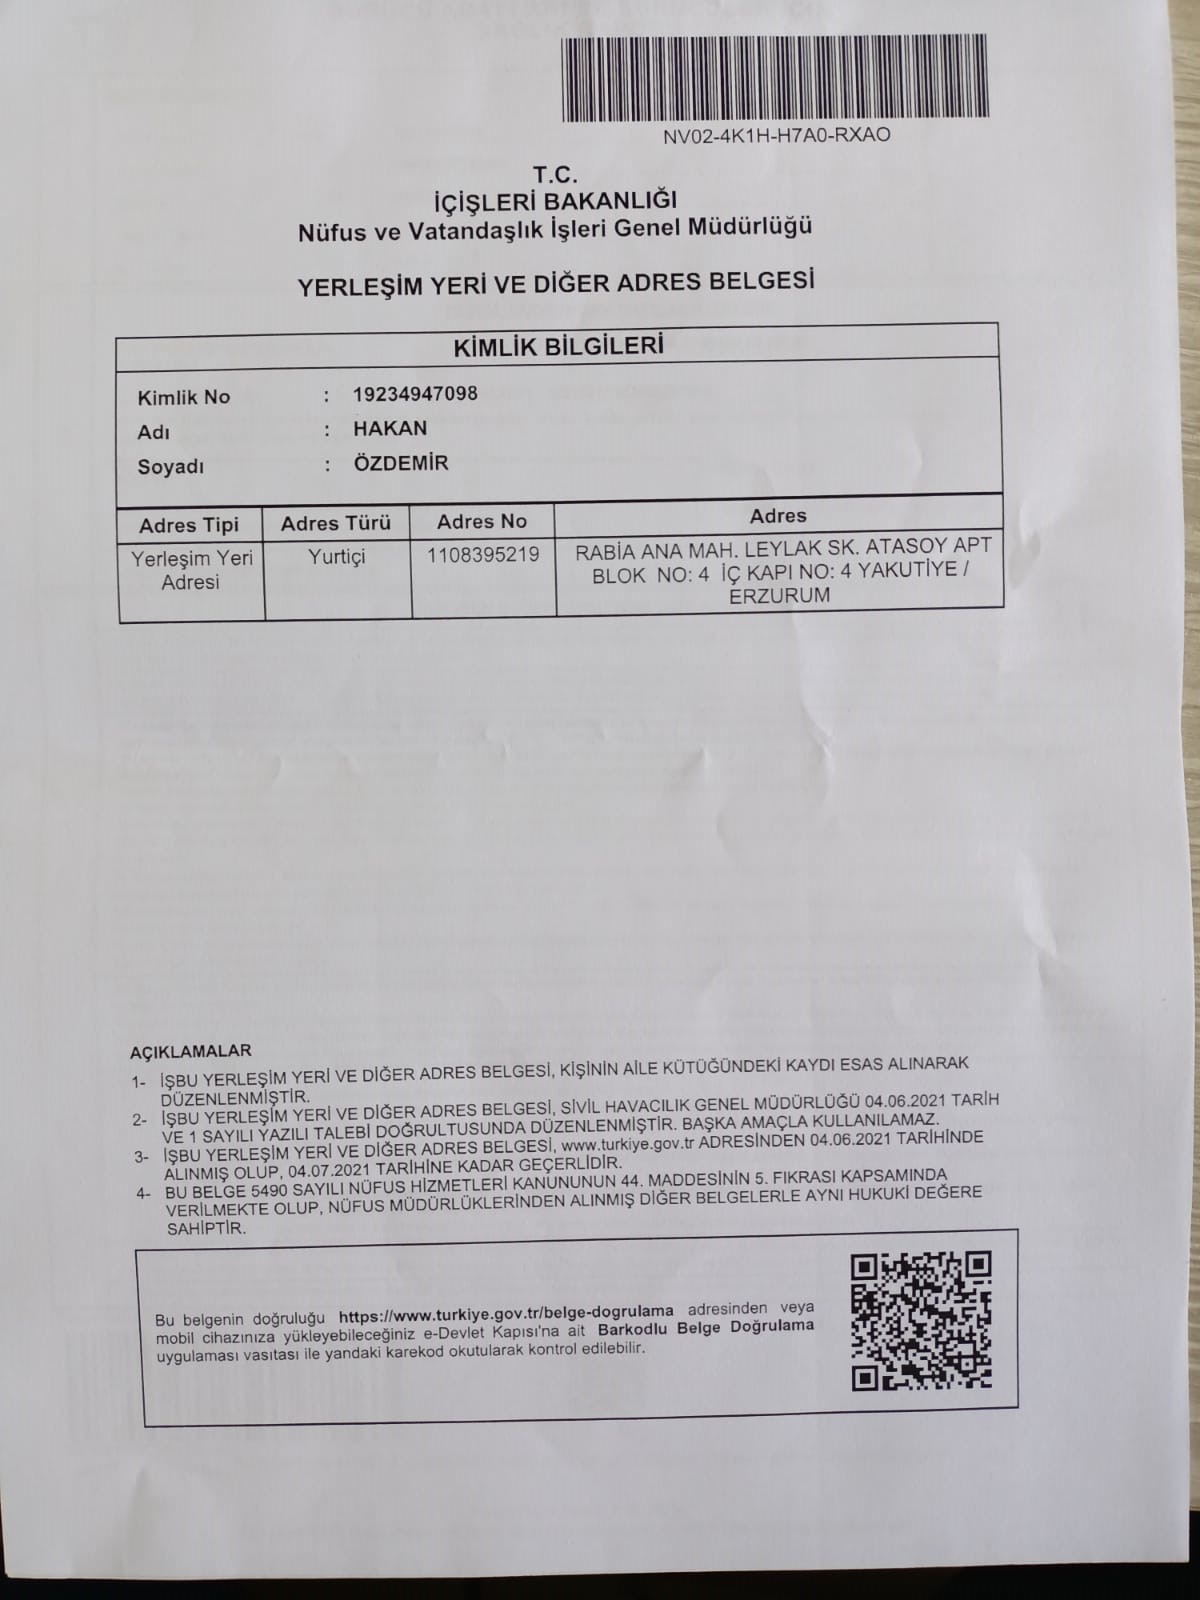 NV02-4K1H-H7A0-RXAO
T.C.
İÇİŞLERİ BAKANLIĞI
Nüfus ve Vatandaşlık İşleri Genel Müdürlüğü
YERLEŞİM YERİ VE DİĞER ADRES BELGESİ
KİMLİK BİLGİLERİ
Kimlik No : 19234947098
Adı : HAKAN
Soyadı : ÖZDEMİR
Adres Tipi Adres Türü Adres No Adres
Yerleşim Yeri Yurtiçi 1108395219 RABİA ANA MAH. LEYLAK SK. ATASOY APT
Adresi BLOK NO: 4 İÇ KAPI NO: 4 YAKUTİYE /
ERZURUM
AÇIKLAMALAR
1- İŞBU YERLEŞİM YERİ VE DİĞER ADRES BELGESİ, KİŞİNİN AİLE KÜTÜĞÜNDEKİ KAYDI ESAS ALINARAK
DÜZENLENMİŞTİR.
2- İŞBU YERLEŞİM YERİ VE DİĞER ADRES BELGESİ, SİVİL HAVACILIK GENEL MÜDÜRLÜĞÜ 04.06.2021 TARİH
VE 1 SAYILI YAZILI TALEBİ DOĞRULTUSUNDA DÜZENLENMİŞTİR. BAŞKA AMAÇLA KULLANILAMAZ.
3- İŞBU YERLEŞİM YERİ VE DİĞER ADRES BELGESİ, www.turkiye.gov.tr ADRESİNDEN 04.06.2021 TARİHİNDE
ALINMIŞ OLUP, 04.07.2021 TARİHİNE KADAR GEÇERLİDİR.
4- BU BELGE 5490 SAYILI NÜFUS HİZMETLERİ KANUNUNUN 44. MADDESİNİN 5. FIKRASI KAPSAMINDA
VERİLMEKTE OLUP, NÜFUS MÜDÜRLÜKLERİNDEN ALINMIŞ DİĞER BELGELERLE AYNI HUKUKİ DEĞERE
SAHİPTİR.
Bu belgenin doğruluğu https://www.turkiye.gov.tr/belge-dogrulama adresinden veya
mobil cihazınıza yükleyebileceğiniz e-Devlet Kapısı'na ait Barkodlu Belge Doğrulama
uygulaması vasıtası ile yandaki karekod okutularak kontrol edilebilir.